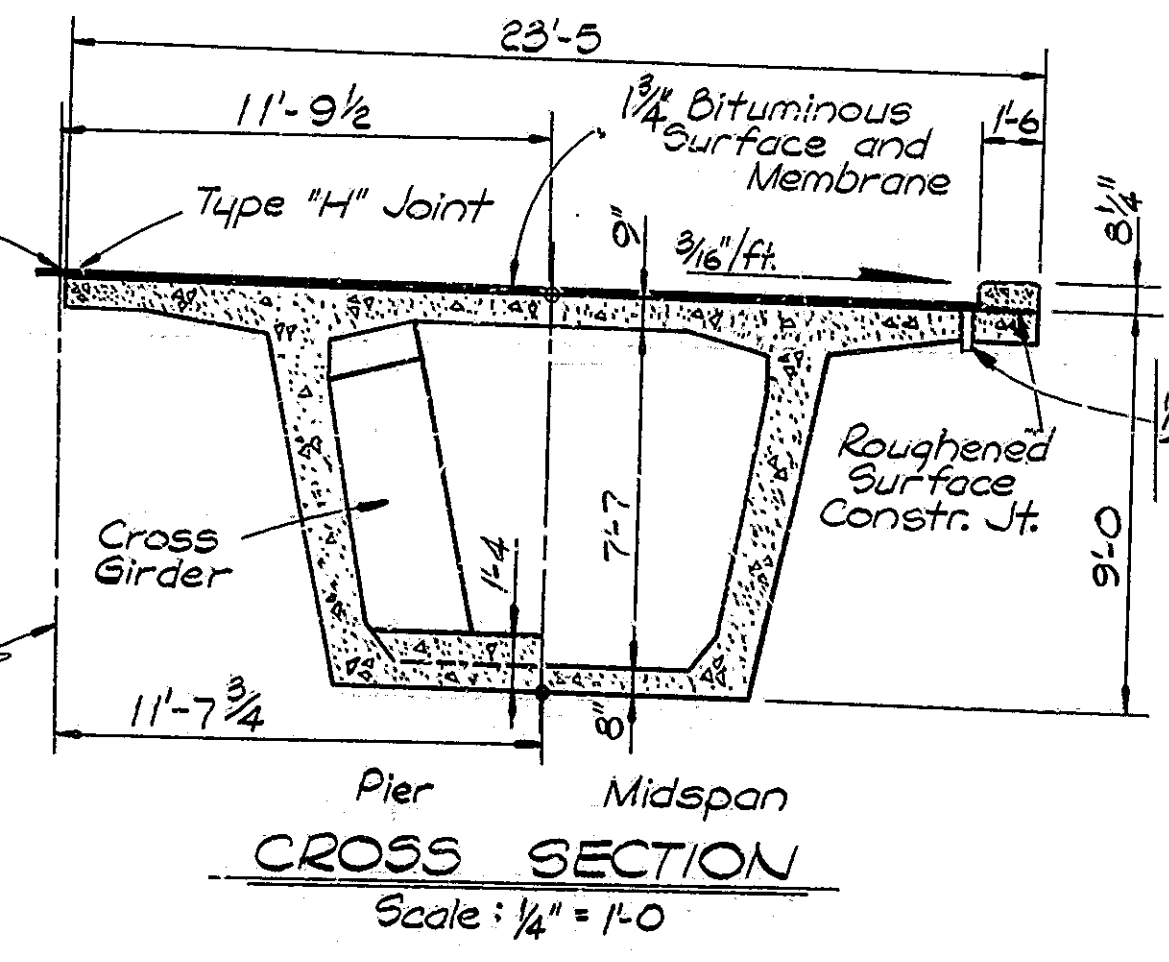 23'-5
11'-9½
1¾" Bituminous
Surface and
Membrane
1'-6
Type "H" Joint
9"
3/16"/ft.
8¼"
Roughened
Surface
Constr. Jt.
Cross
Girder
1'-4
7'-7
9'-0
11'-7¾
8"
Pier
Midspan
CROSS SECTION
Scale : ¼" = 1'-0